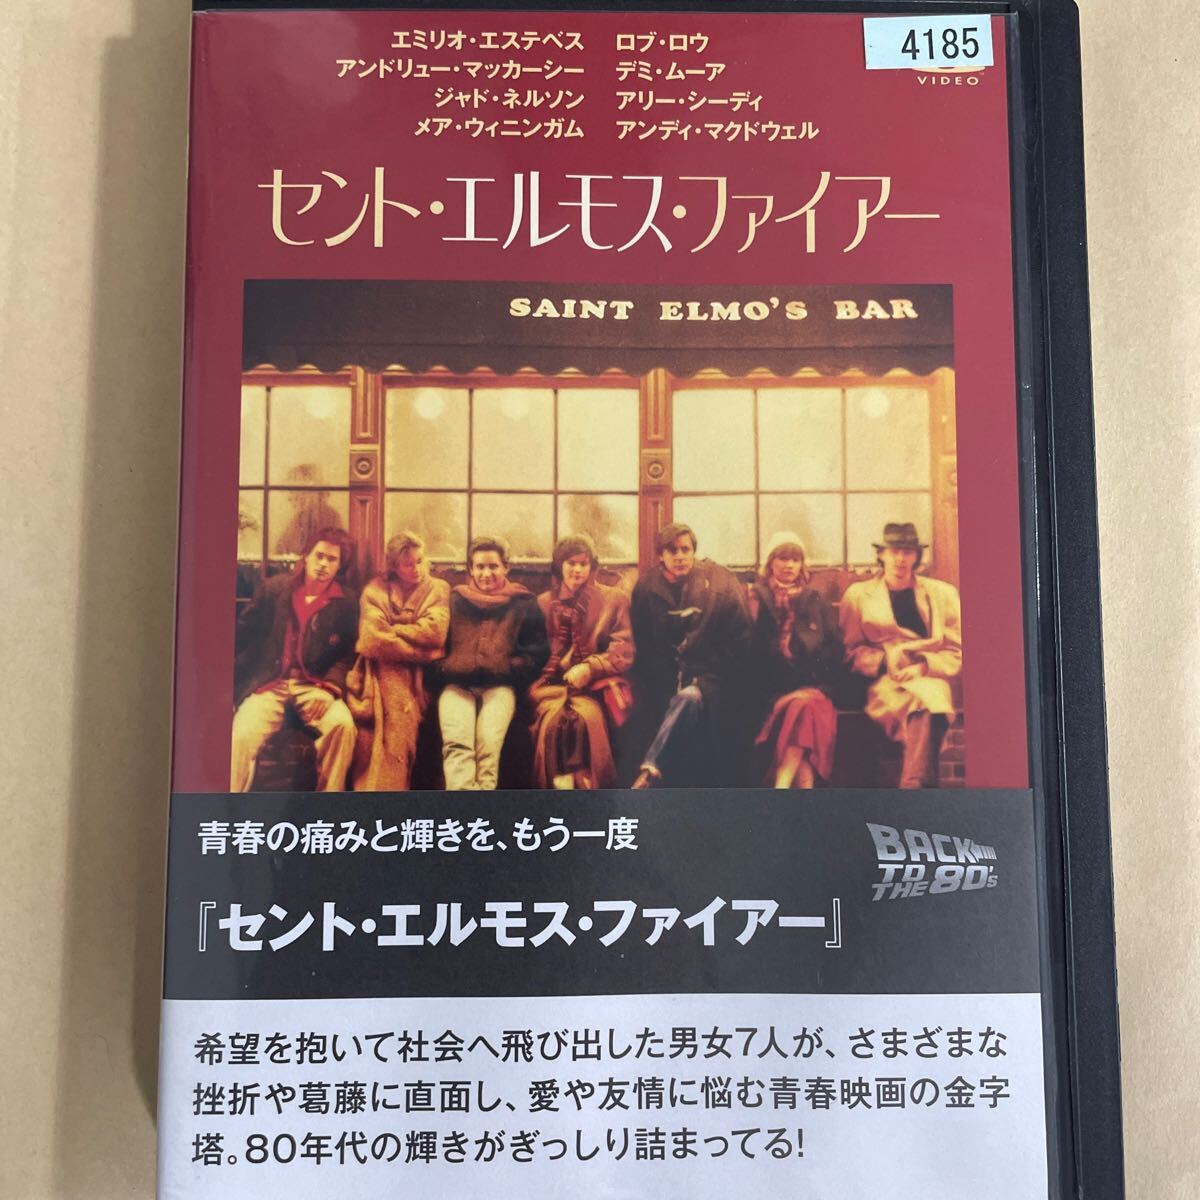 エミリオ・エステベス ロブ・ロウ
アンドリュー・マッカーシー デミ・ムーア
ジャド・ネルソン アリー・シーディ
メア・ウィニンガム アンディ・マクドウェル
4185
VIDEO
セント・エルモス・ファイアー
SAINT ELMO'S BAR
青春の痛みと輝きを、もう一度
BACK
TO
THE 80's
『セント・エルモス・ファイアー』
希望を抱いて社会へ飛び出した男女7人が、さまざまな
挫折や葛藤に直面し、愛や友情に悩む青春映画の金字
塔。80年代の輝きがぎっしり詰まってる!